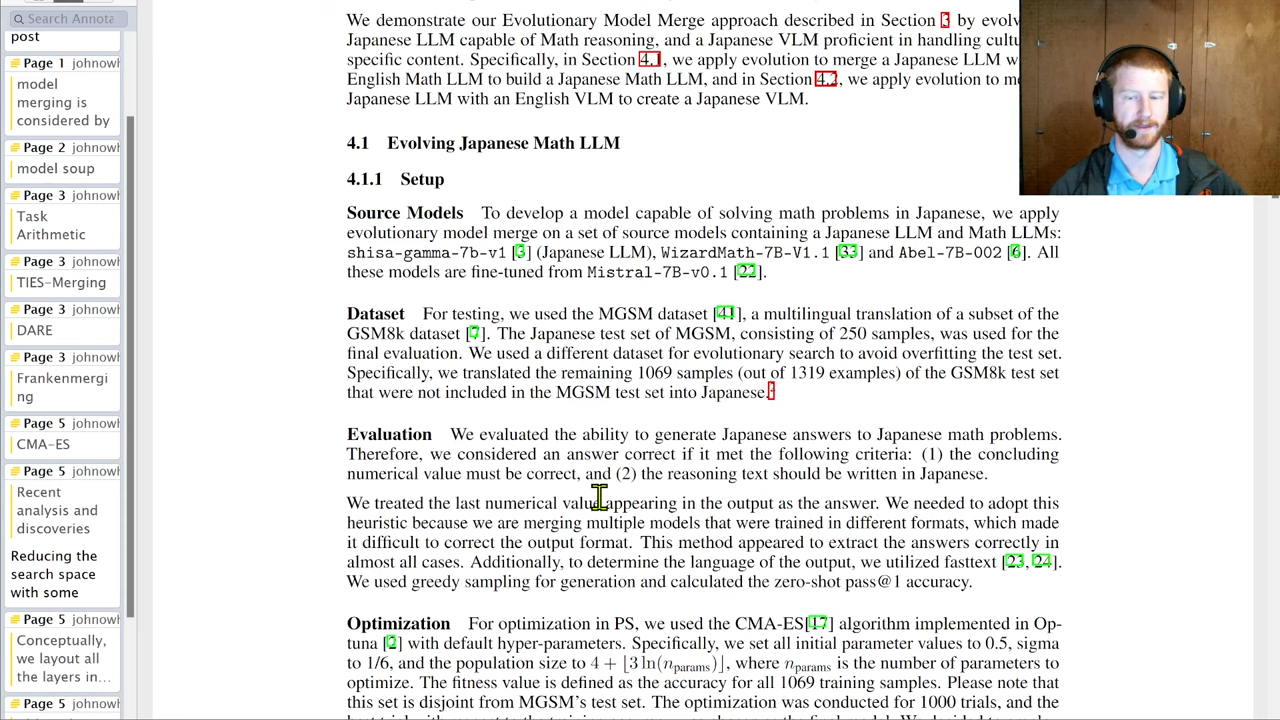 Search Annota
post
Page 1 johnowh
model
merging is
considered by
Page 2 johnowh
model soup
Page 3 johnowh
Task
Arithmetic
Page 3 johnowh
TIES-Merging
Page 3 johnowh
DARE
Page 3 johnowh
Frankenmergi
ng
Page 5 johnowh
CMA-ES
Page 5 johnowh
Recent
analysis and
discoveries
Reducing the
search space
with some
Page 5 johnowh
Conceptually,
we layout all
the layers in...
Page 5 johnowh
We demonstrate our Evolutionary Model Merge approach described in Section 3 by evol
Japanese LLM capable of Math reasoning, and a Japanese VLM proficient in handling cultu
specific content. Specifically, in Section 4.1, we apply evolution to merge a Japanese LLM w
English Math LLM to build a Japanese Math LLM, and in Section 4.2, we apply evolution to me
Japanese LLM with an English VLM to create a Japanese VLM.
4.1 Evolving Japanese Math LLM
4.1.1 Setup
Source Models To develop a model capable of solving math problems in Japanese, we apply
evolutionary model merge on a set of source models containing a Japanese LLM and Math LLMs:
shisa-gamma-7b-v1 [3] (Japanese LLM), WizardMath-7B-V1.1 [33] and Abel-7B-002 [6]. All
these models are fine-tuned from Mistral-7B-v0.1 [22].
Dataset For testing, we used the MGSM dataset [41], a multilingual translation of a subset of the
GSM8k dataset [7]. The Japanese test set of MGSM, consisting of 250 samples, was used for the
final evaluation. We used a different dataset for evolutionary search to avoid overfitting the test set.
Specifically, we translated the remaining 1069 samples (out of 1319 examples) of the GSM8k test set
that were not included in the MGSM test set into Japanese.
Evaluation We evaluated the ability to generate Japanese answers to Japanese math problems.
Therefore, we considered an answer correct if it met the following criteria: (1) the concluding
numerical value must be correct, and (2) the reasoning text should be written in Japanese.
We treated the last numerical value appearing in the output as the answer. We needed to adopt this
heuristic because we are merging multiple models that were trained in different formats, which made
it difficult to correct the output format. This method appeared to extract the answers correctly in
almost all cases. Additionally, to determine the language of the output, we utilized fasttext [23, 24].
We used greedy sampling for generation and calculated the zero-shot pass@1 accuracy.
Optimization For optimization in PS, we used the CMA-ES[17] algorithm implemented in Op-
tuna [2] with default hyper-parameters. Specifically, we set all initial parameter values to 0.5, sigma
to 1/6, and the population size to 4 + ⌊3 ln(nparams)⌋, where nparams is the number of parameters to
optimize. The fitness value is defined as the accuracy for all 1069 training samples. Please note that
this set is disjoint from MGSM's test set. The optimization was conducted for 1000 trials, and the